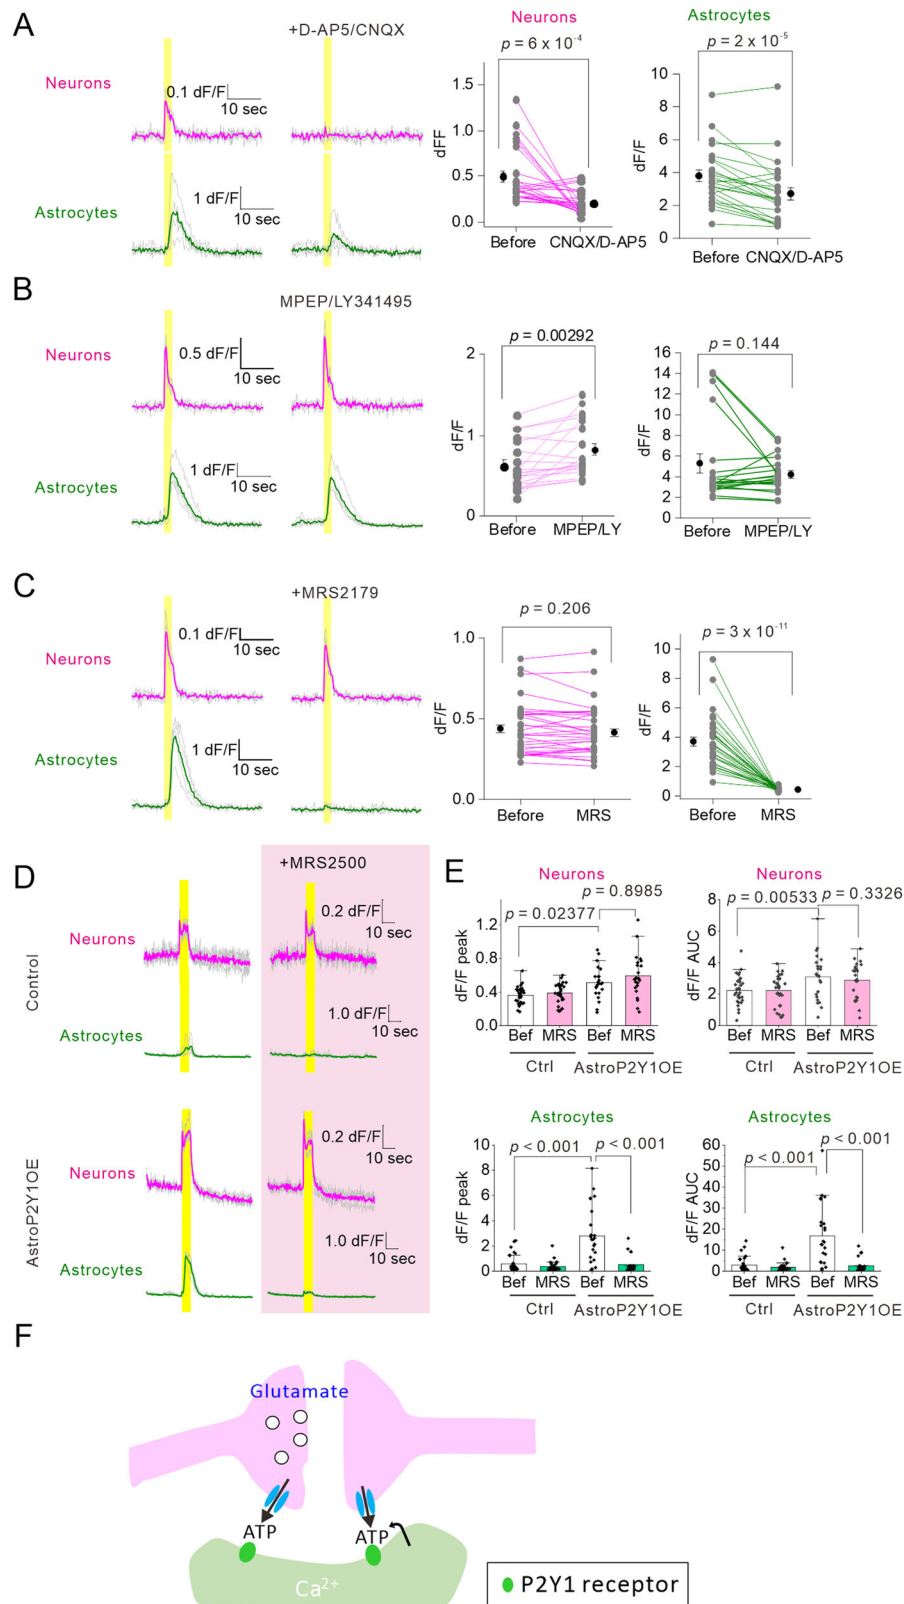 A
+D-AP5/CNQX
Neurons
0.1 dF/F
10 sec
Astrocytes
1 dF/F
10 sec
Neurons
p = 6 x 10-4
dFF
1.5
1.0
0.5
0.0
Before
CNQX/D-AP5
Astrocytes
p = 2 x 10-5
dF/F
10
8
6
4
2
0
Before
CNQX/D-AP5
B
MPEP/LY341495
Neurons
0.5 dF/F
10 sec
Astrocytes
1 dF/F
10 sec
p = 0.00292
dF/F
2
1
0
Before
MPEP/LY
p = 0.144
dF/F
16
14
12
10
8
6
4
2
0
Before
MPEP/LY
C
+MRS2179
Neurons
0.1 dF/F
10 sec
Astrocytes
1 dF/F
10 sec
p = 0.206
dF/F
1.0
0.5
0.0
Before
MRS
p = 3 x 10-11
dF/F
10
8
6
4
2
0
Before
MRS
D
+MRS2500
Control
Neurons
0.2 dF/F
10 sec
Astrocytes
1.0 dF/F
10 sec
AstroP2Y1OE
Neurons
0.2 dF/F
10 sec
Astrocytes
1.0 dF/F
10 sec
E
Neurons
p = 0.8985
p = 0.02377
dF/F peak
1.2
0.8
0.4
0.0
Bef MRS Bef MRS
Ctrl AstroP2Y1OE
Neurons
p = 0.00533
p = 0.3326
dF/F AUC
8
6
4
2
0
Bef MRS Bef MRS
Ctrl AstroP2Y1OE
Astrocytes
p < 0.001
p < 0.001
dF/F peak
10
8
6
4
2
0
Bef MRS Bef MRS
Ctrl AstroP2Y1OE
Astrocytes
p < 0.001
p < 0.001
dF/F AUC
60
50
40
30
20
10
0
Bef MRS Bef MRS
Ctrl AstroP2Y1OE
F
Glutamate
ATP
ATP
Ca2+
P2Y1 receptor